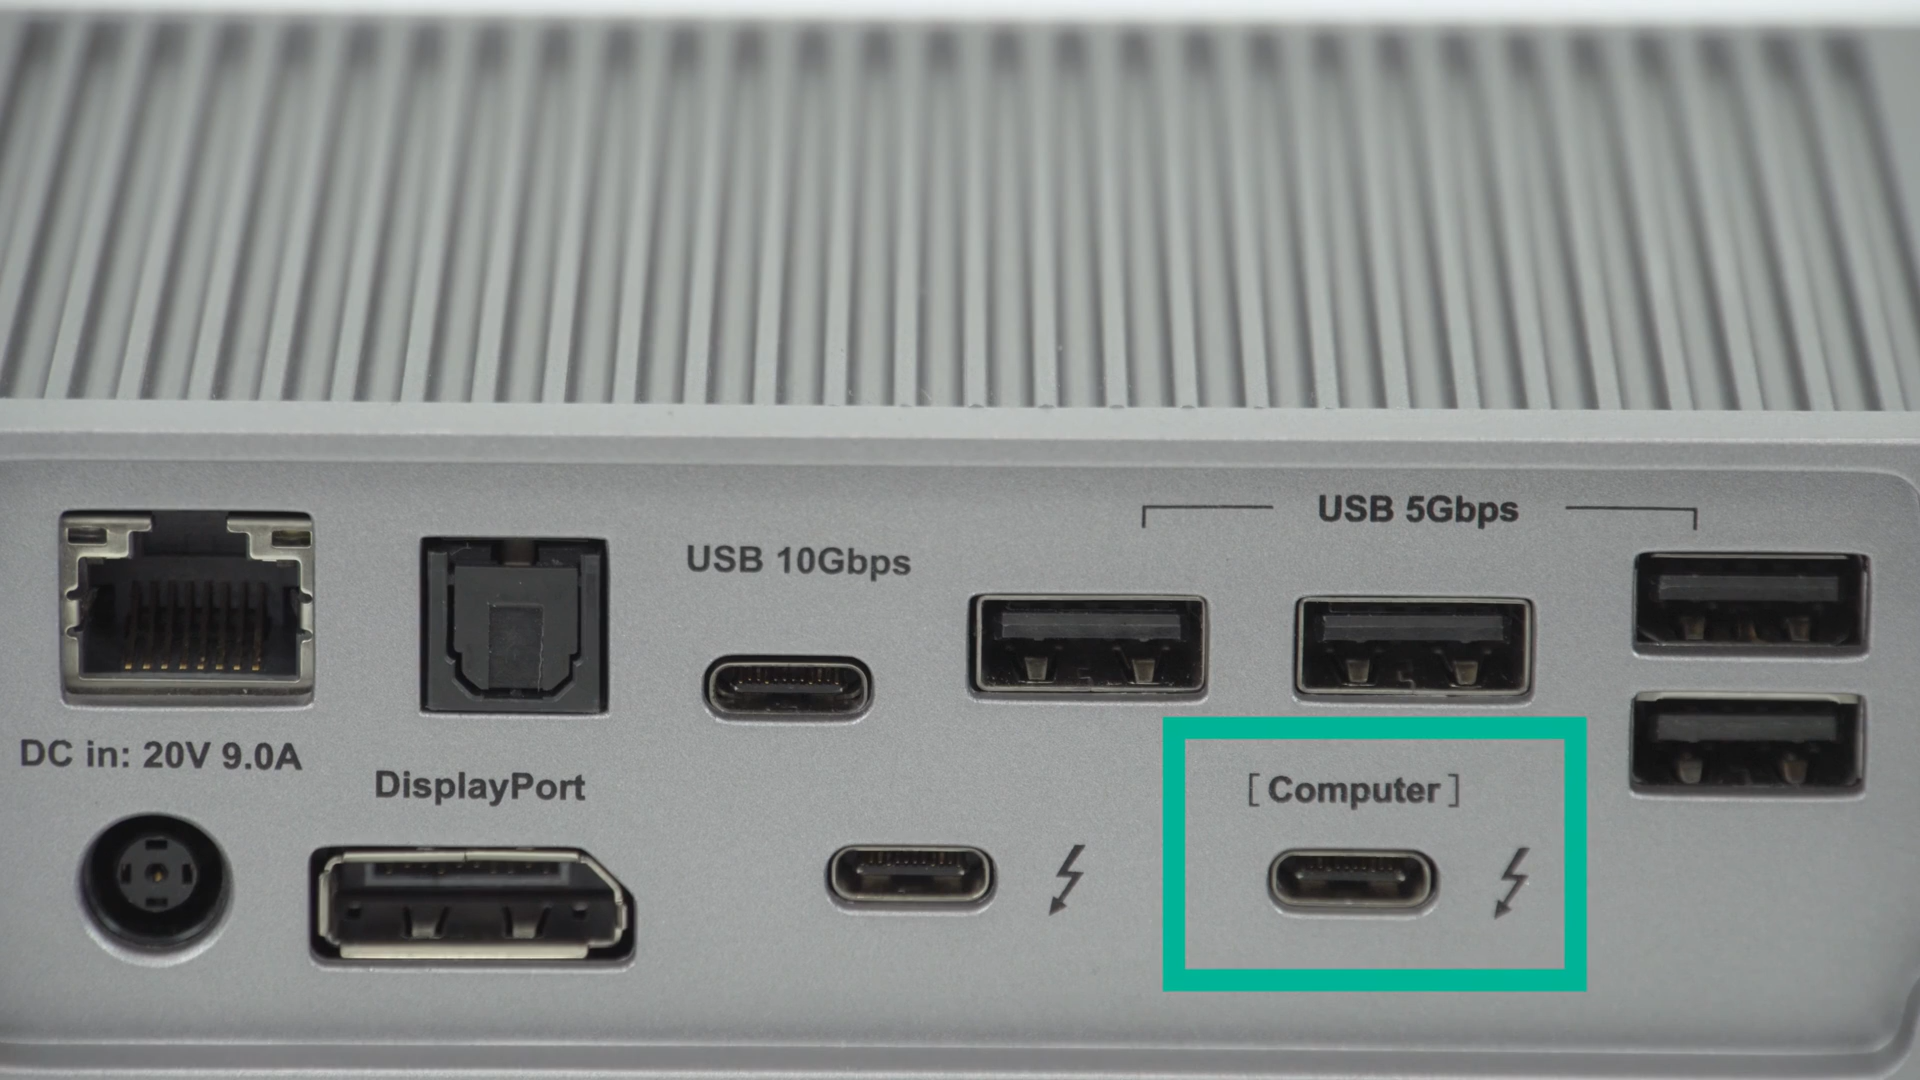 USB 5Gbps
USB 10Gbps
DC in: 20V 9.0A
DisplayPort
[Computer]